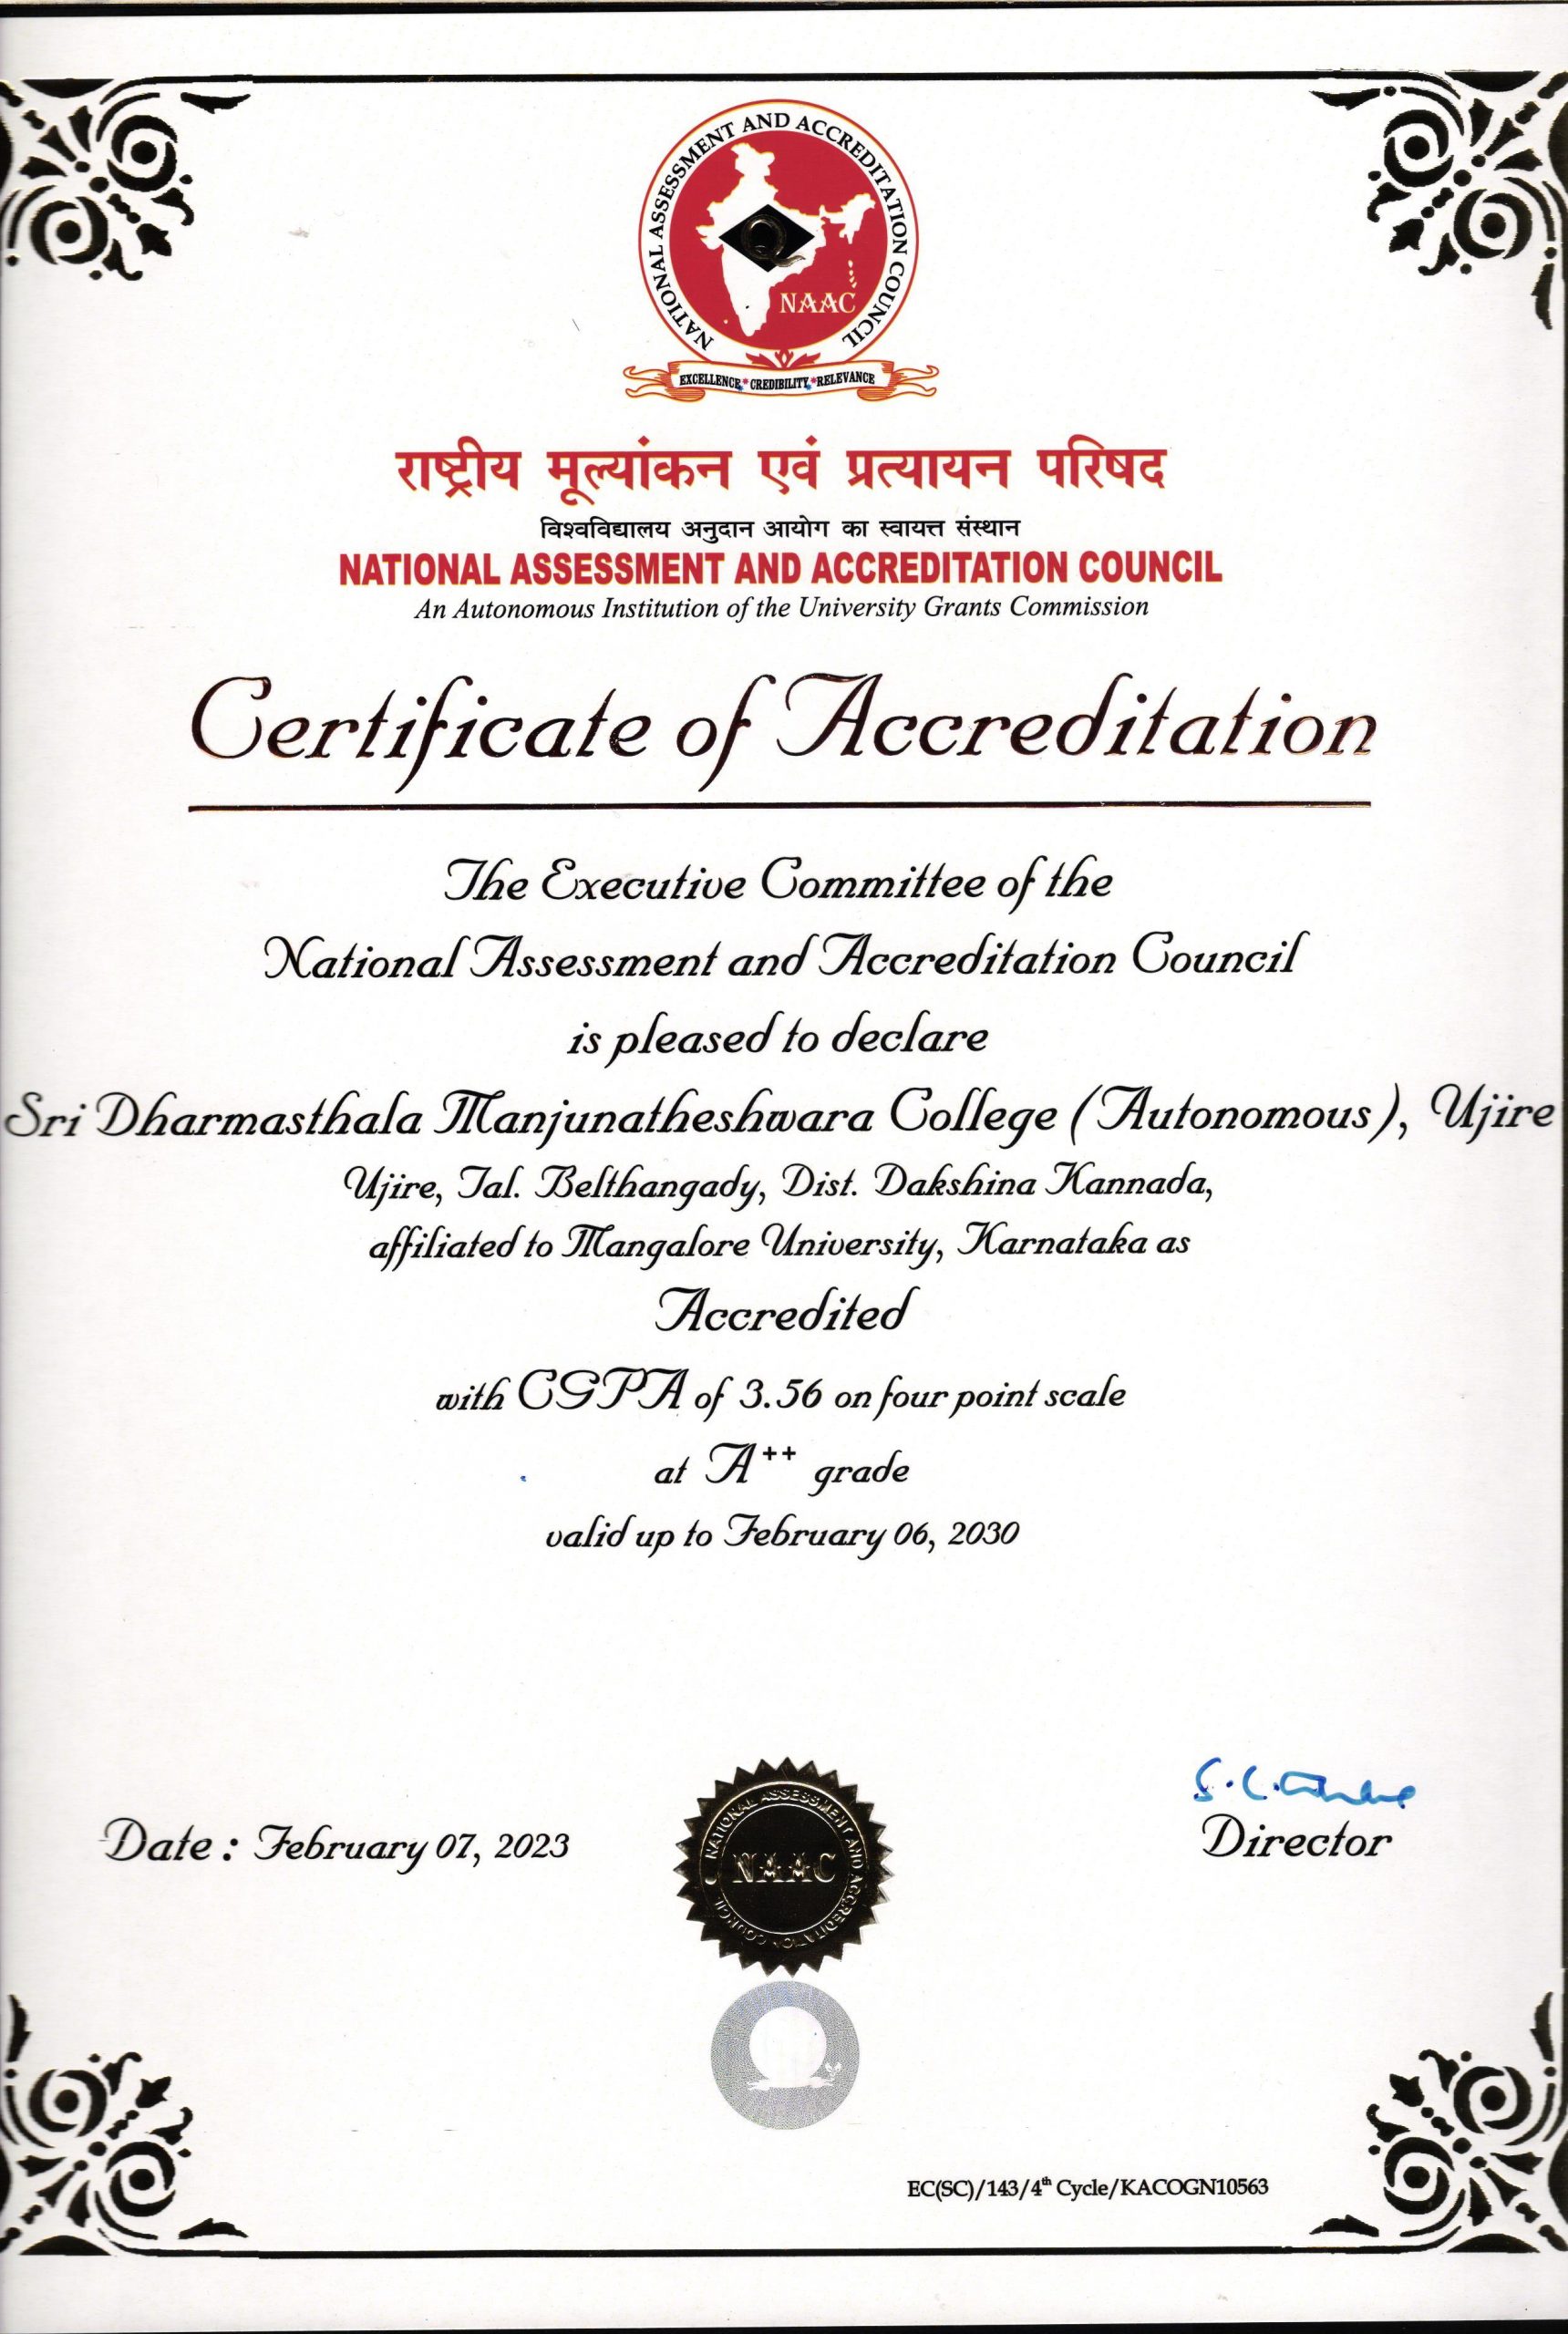 NATIONAL ASSESSMENT AND ACCREDITATION COUNCIL
NAAC
EXCELLENCE * CREDIBILITY * RELEVANCE
राष्ट्रीय मूल्यांकन एवं प्रत्यायन परिषद
विश्वविद्यालय अनुदान आयोग का स्वायत्त संस्थान
NATIONAL ASSESSMENT AND ACCREDITATION COUNCIL
An Autonomous Institution of the University Grants Commission
Certificate of Accreditation
The Executive Committee of the
National Assessment and Accreditation Council
is pleased to declare
Sri Dharmasthala Manjunatheshwara College (Autonomous), Ujire
Ujire, Tal. Belthangady, Dist. Dakshina Kannada,
affiliated to Mangalore University, Karnataka as
Accredited
with CGPA of 3.56 on four point scale
at A++ grade
valid up to February 06, 2030
Date : February 07, 2023
NATIONAL ASSESSMENT AND ACCREDITATION COUNCIL
NAAC
Director
EC(SC)/143/4th Cycle/KACOGN10563